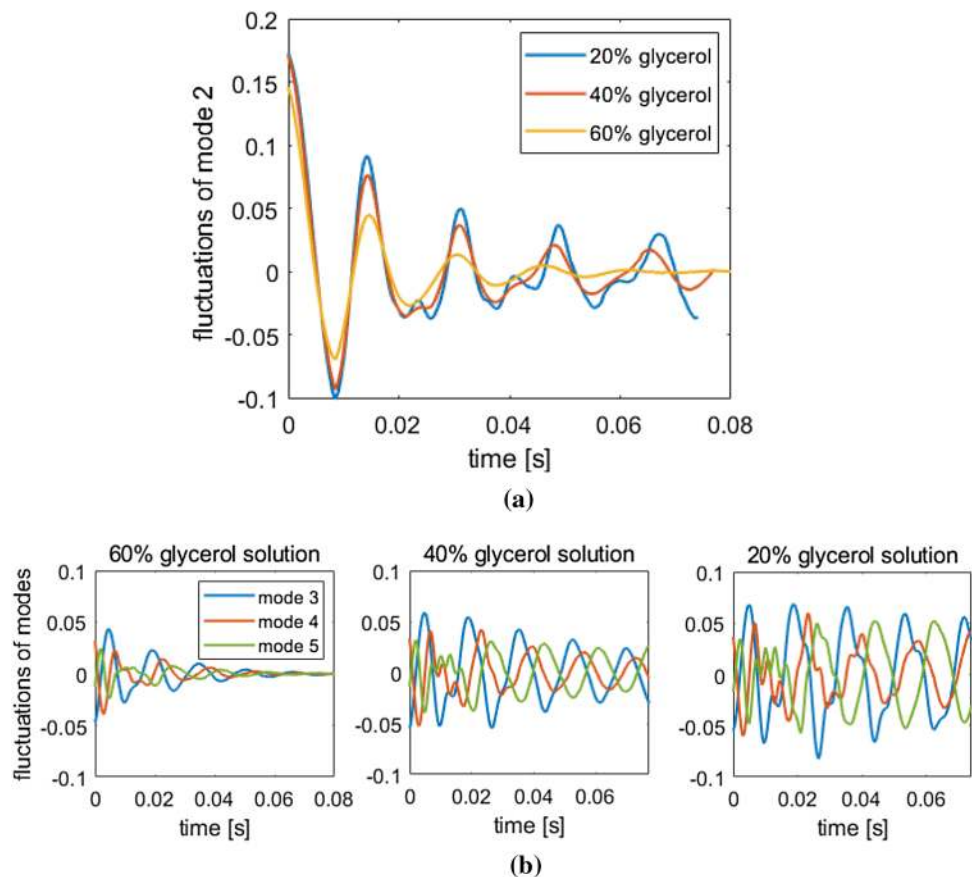 0.2
0.15
0.1
0.05
0
-0.05
-0.1
fluctuations of mode 2
20% glycerol
40% glycerol
60% glycerol
0 0.02 0.04 0.06 0.08
time [s]
(a)
60% glycerol solution
0.1
0.05
0
-0.05
-0.1
fluctuations of modes
mode 3
mode 4
mode 5
0 0.02 0.04 0.06 0.08
time [s]
40% glycerol solution
0.1
0.05
0
-0.05
-0.1
0 0.02 0.04 0.06
time [s]
20% glycerol solution
0.1
0.05
0
-0.05
-0.1
0 0.02 0.04 0.06
time [s]
(b)